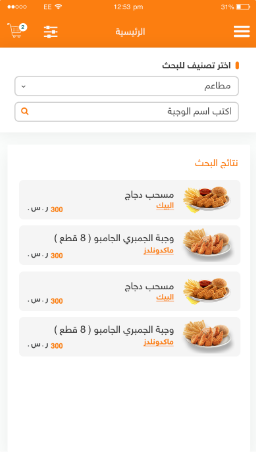 EE 12:53 pm 31%
2 الرئيسية
اختر تصنيف للبحث
مطاعم
اكتب اسم الوجبة
نتائج البحث
مسحب دجاج
البيك
300 ر . س .
وجبة الجمبري الجامبو ( 8 قطع )
ماكدونلدز
300 ر . س .
مسحب دجاج
البيك
300 ر . س .
وجبة الجمبري الجامبو ( 8 قطع )
ماكدونلدز
300 ر . س .